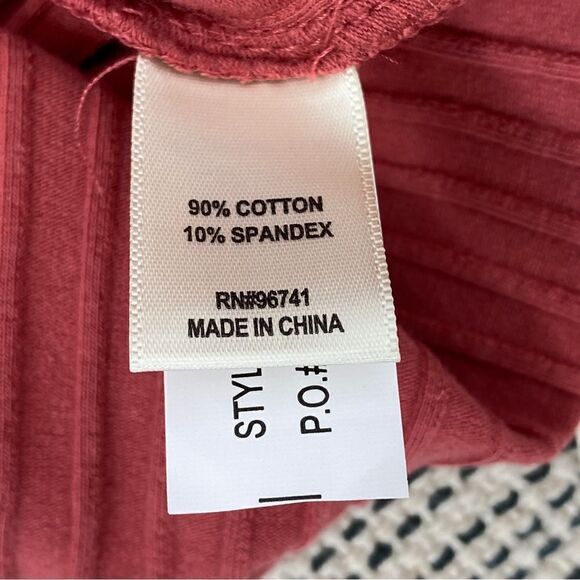 90% COTTON
10% SPANDEX
RN#96741
MADE IN CHINA
STYL
P.O.#